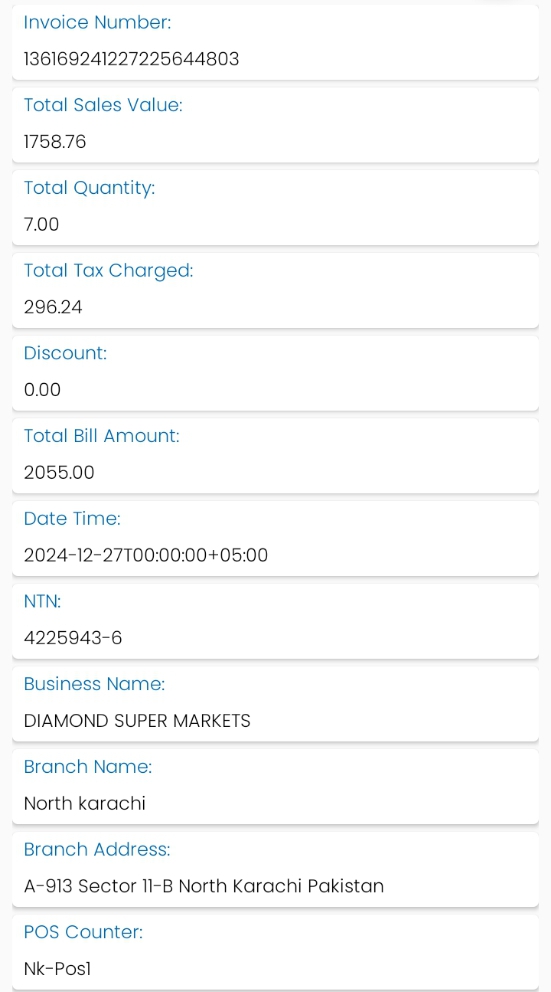 Invoice Number:
136169241227225644803
Total Sales Value:
1758.76
Total Quantity:
7.00
Total Tax Charged:
296.24
Discount:
0.00
Total Bill Amount:
2055.00
Date Time:
2024-12-27T00:00:00+05:00
NTN:
4225943-6
Business Name:
DIAMOND SUPER MARKETS
Branch Name:
North karachi
Branch Address:
A-913 Sector 11-B North Karachi Pakistan
POS Counter:
Nk-Pos1